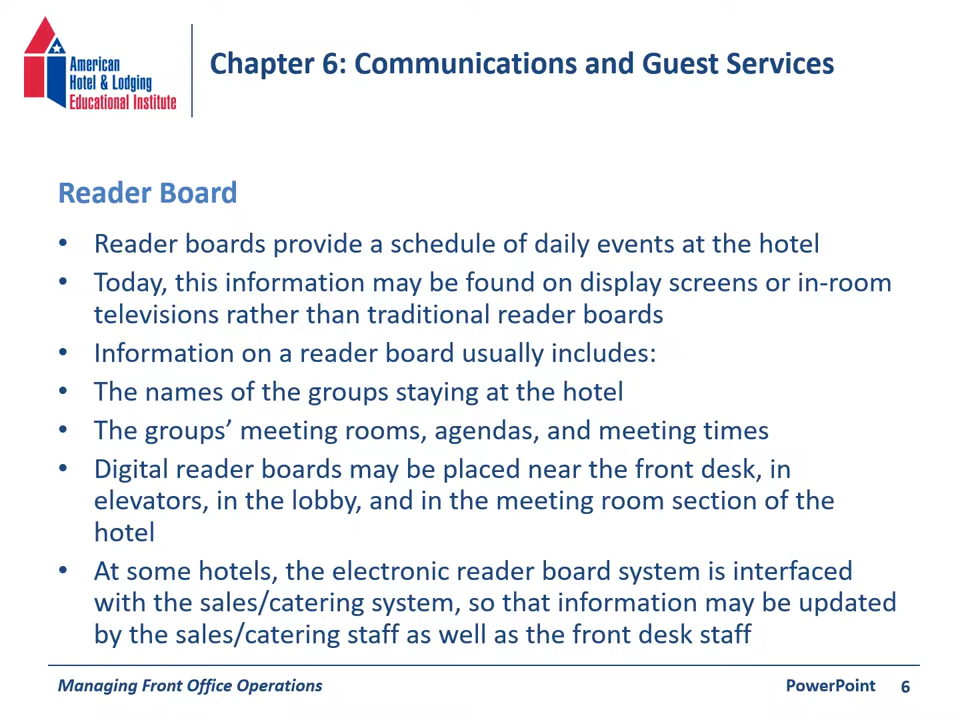 American
Hotel & Lodging
Educational Institute
Chapter 6: Communications and Guest Services
Reader Board
• Reader boards provide a schedule of daily events at the hotel
• Today, this information may be found on display screens or in-room
televisions rather than traditional reader boards
• Information on a reader board usually includes:
• The names of the groups staying at the hotel
• The groups’ meeting rooms, agendas, and meeting times
• Digital reader boards may be placed near the front desk, in
elevators, in the lobby, and in the meeting room section of the
hotel
• At some hotels, the electronic reader board system is interfaced
with the sales/catering system, so that information may be updated
by the sales/catering staff as well as the front desk staff
Managing Front Office Operations
PowerPoint 6